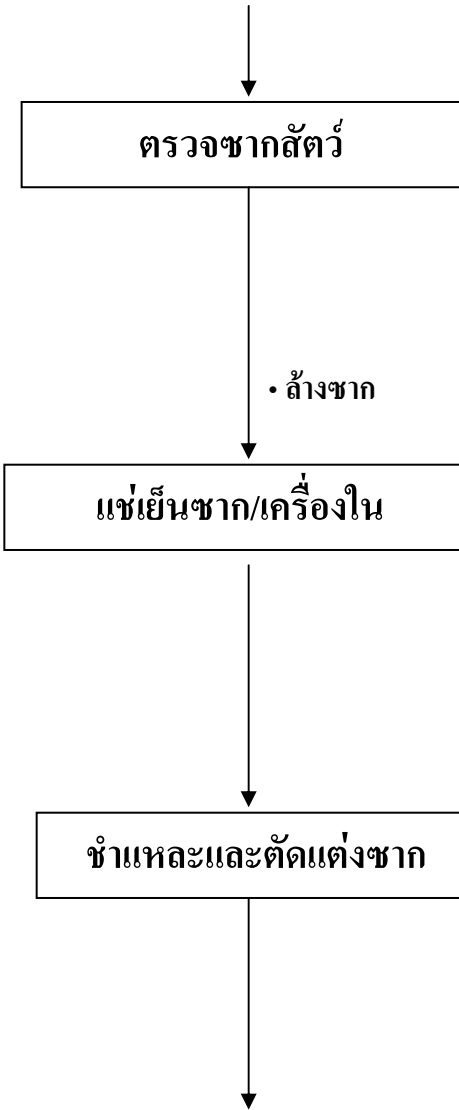 ตรวจซากสัตว์
• ล้างซาก
แช่เย็นซาก/เครื่องใน
ชำแหละและตัดแต่งซาก